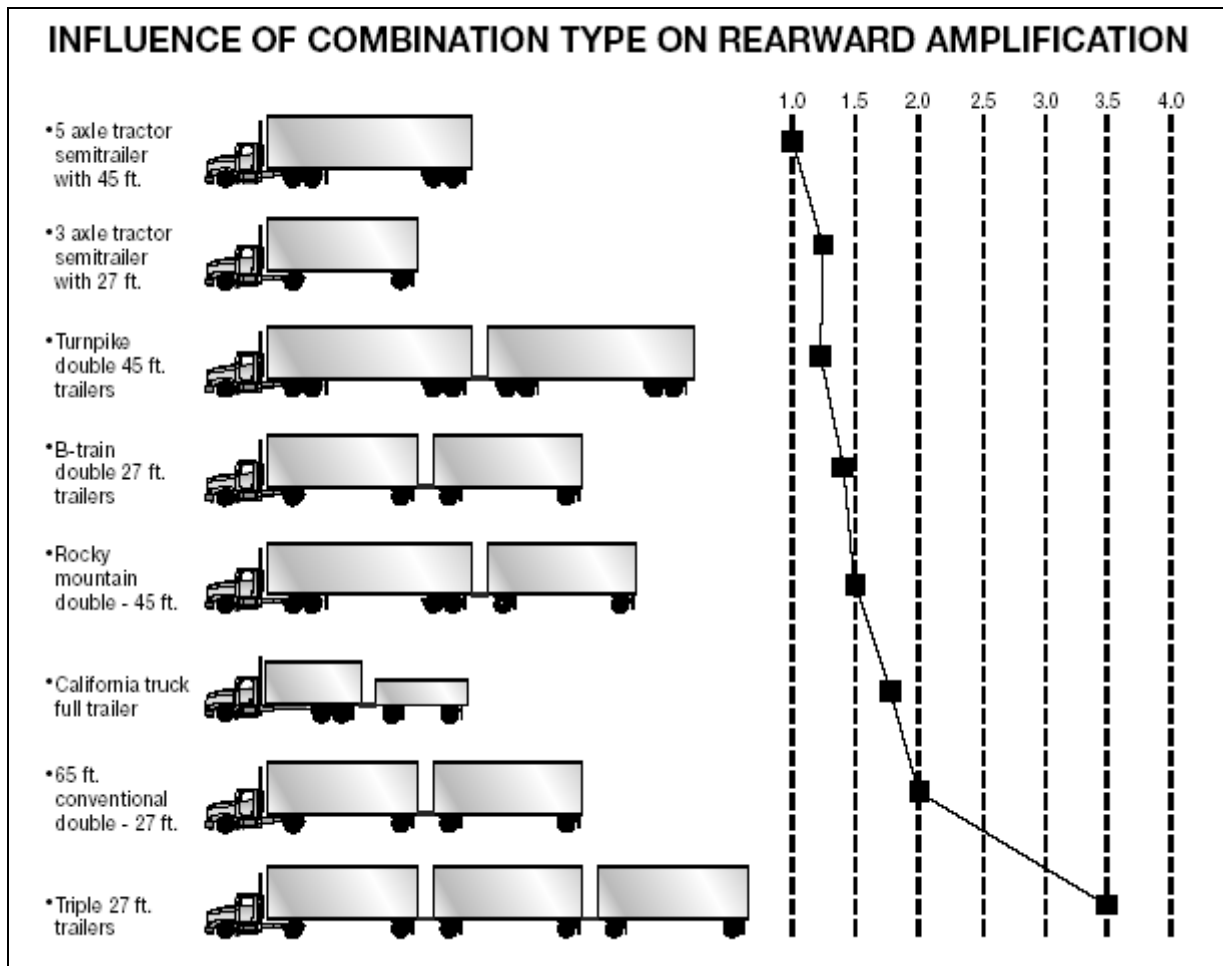 INFLUENCE OF COMBINATION TYPE ON REARWARD AMPLIFICATION
1.0 1.5 2.0 2.5 3.0 3.5 4.0
•5 axle tractor
semitrailer
with 45 ft.
•3 axle tractor
semitrailer
with 27 ft.
•Turnpike
double 45 ft.
trailers
•B-train
double 27 ft.
trailers
•Rocky
mountain
double - 45 ft.
•California truck
full trailer
•65 ft.
conventional
double - 27 ft.
•Triple 27 ft.
trailers